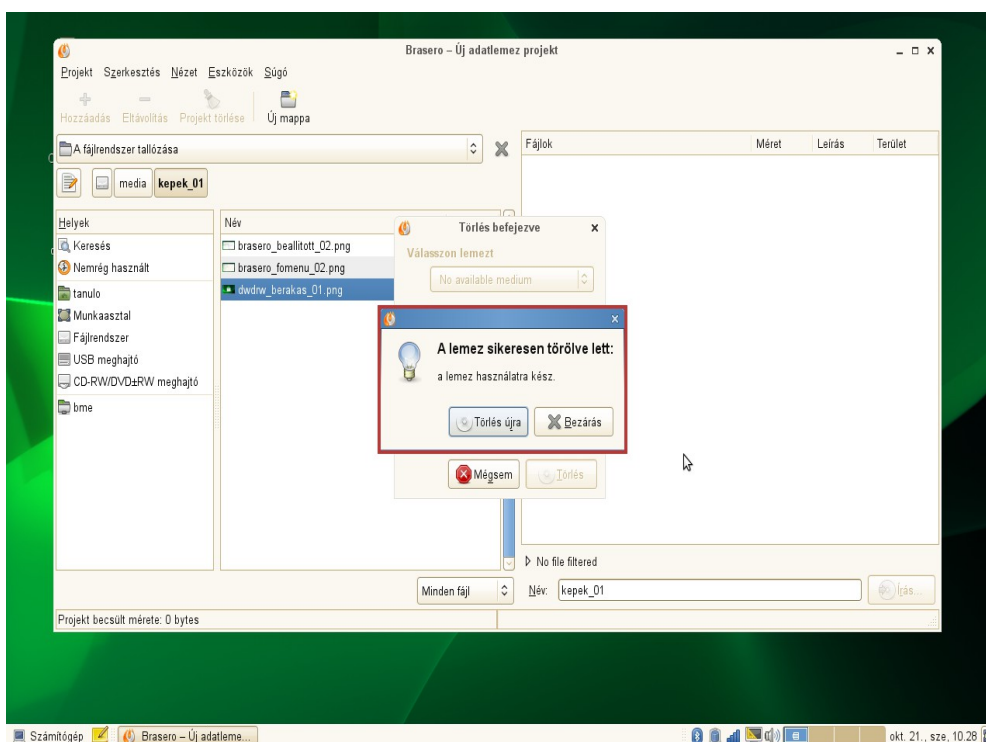 Brasero – Új adatlemez projekt
Projekt Szerkesztés Nézet Eszközök Súgó
Hozzáadás Eltávolítás Projekt törlése Új mappa
A fájlrendszer tallózása
media kepek_01
Helyek
Keresés
Nemrég használt
tanulo
Munkaasztal
Fájlrendszer
USB meghajtó
CD-RW/DVD±RW meghajtó
bme
Név
brasero_beallitott_02.png
brasero_fomenu_02.png
dwdrw_berakas_01.png
Minden fájl
Fájlok Méret Leírás Terület
Törlés befejezve
Válasszon lemezt
No available medium
A lemez sikeresen törölve lett:
a lemez használatra kész.
Törlés újra Bezárás
Mégsem Törlés
No file filtered
Név: kepek_01 Írás...
Projekt becsült mérete: 0 bytes
Számítógép Brasero – Új adatleme... okt. 21., sze, 10.28